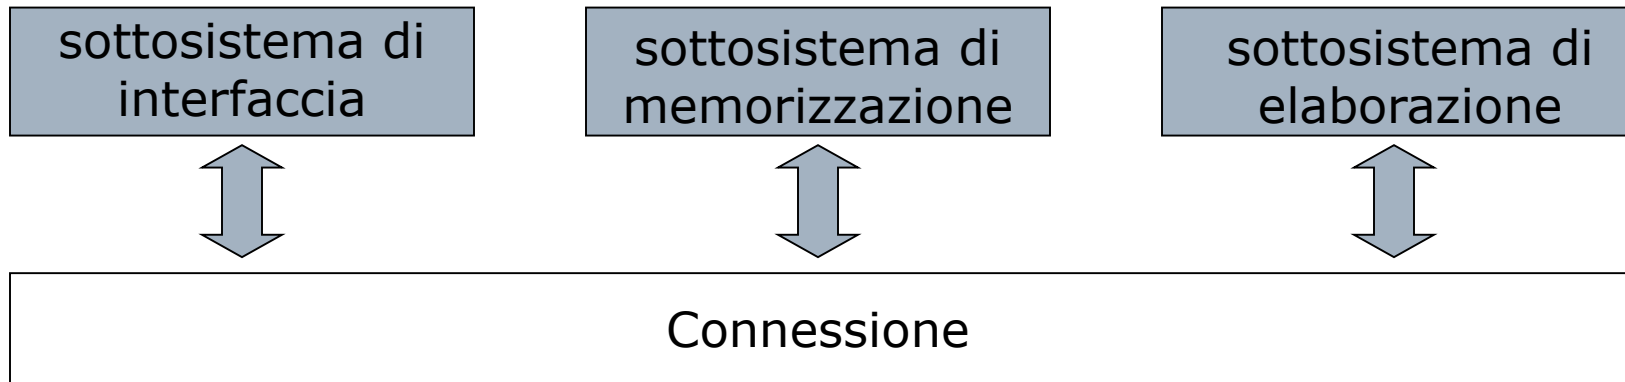 sottosistema di
interfaccia
sottosistema di
memorizzazione
sottosistema di
elaborazione
Connessione